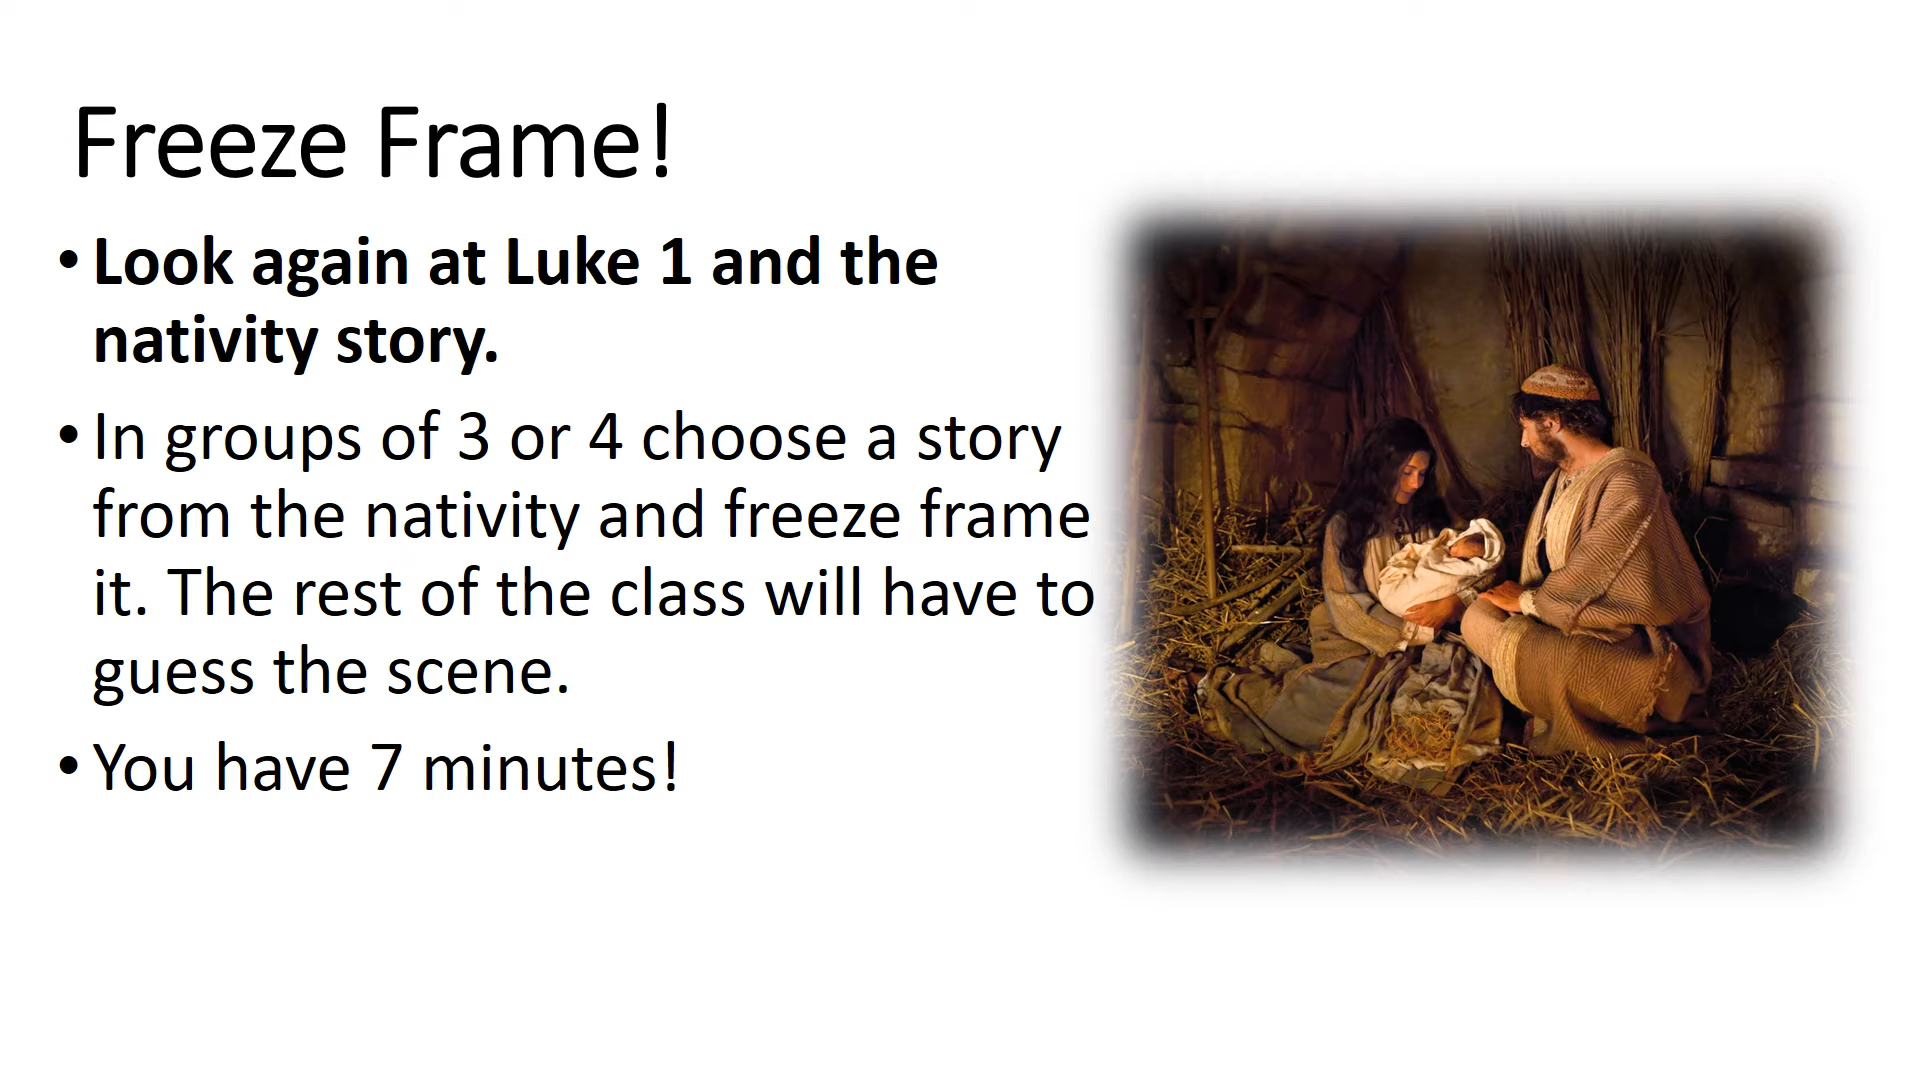 Freeze Frame!
• Look again at Luke 1 and the
nativity story.
• In groups of 3 or 4 choose a story
from the nativity and freeze frame
it. The rest of the class will have to
guess the scene.
• You have 7 minutes!